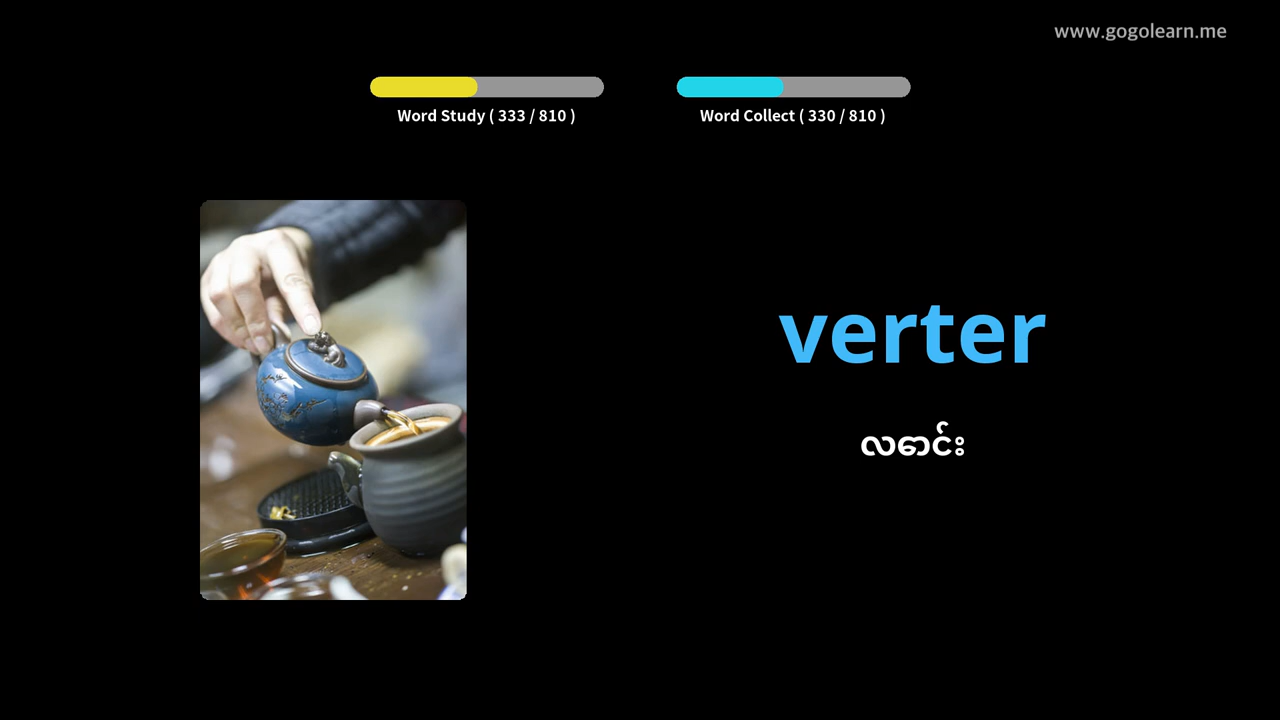 www.gogolearn.me
Word Study ( 333 / 810 )
Word Collect ( 330 / 810 )
verter
လောင်း